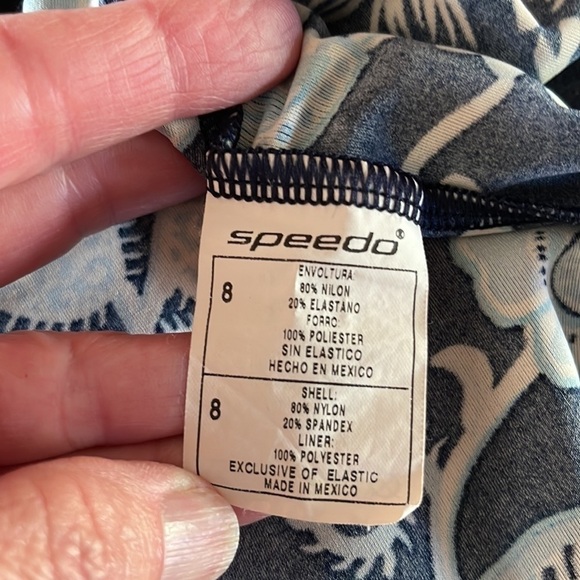 speedo®
8
ENVOLTURA
80% NILON
20% ELASTANO
FORRO:
100% POLIESTER
SIN ELASTICO
HECHO EN MEXICO
8
SHELL:
80% NYLON
20% SPANDEX
LINER:
100% POLYESTER
EXCLUSIVE OF ELASTIC
MADE IN MEXICO